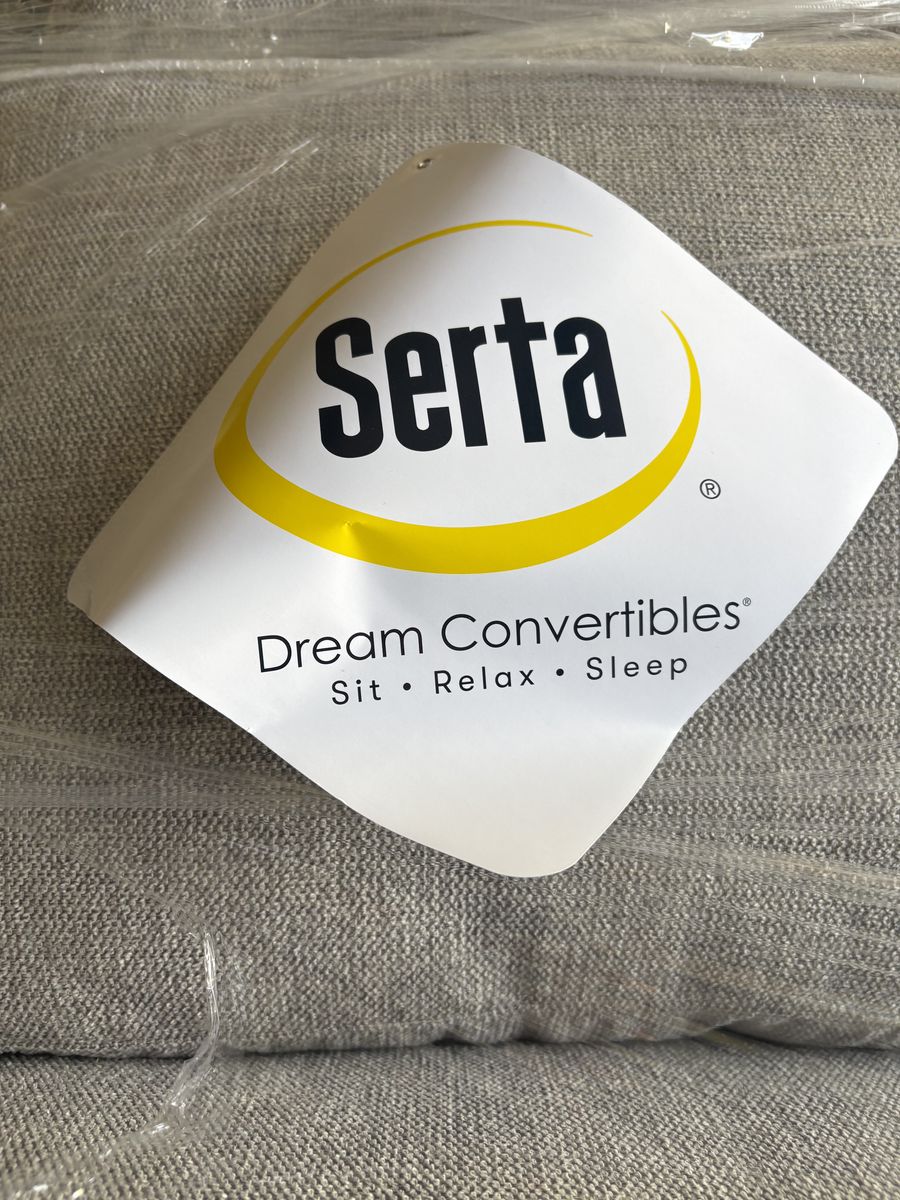 Serta
®
Dream Convertibles®
Sit • Relax • Sleep